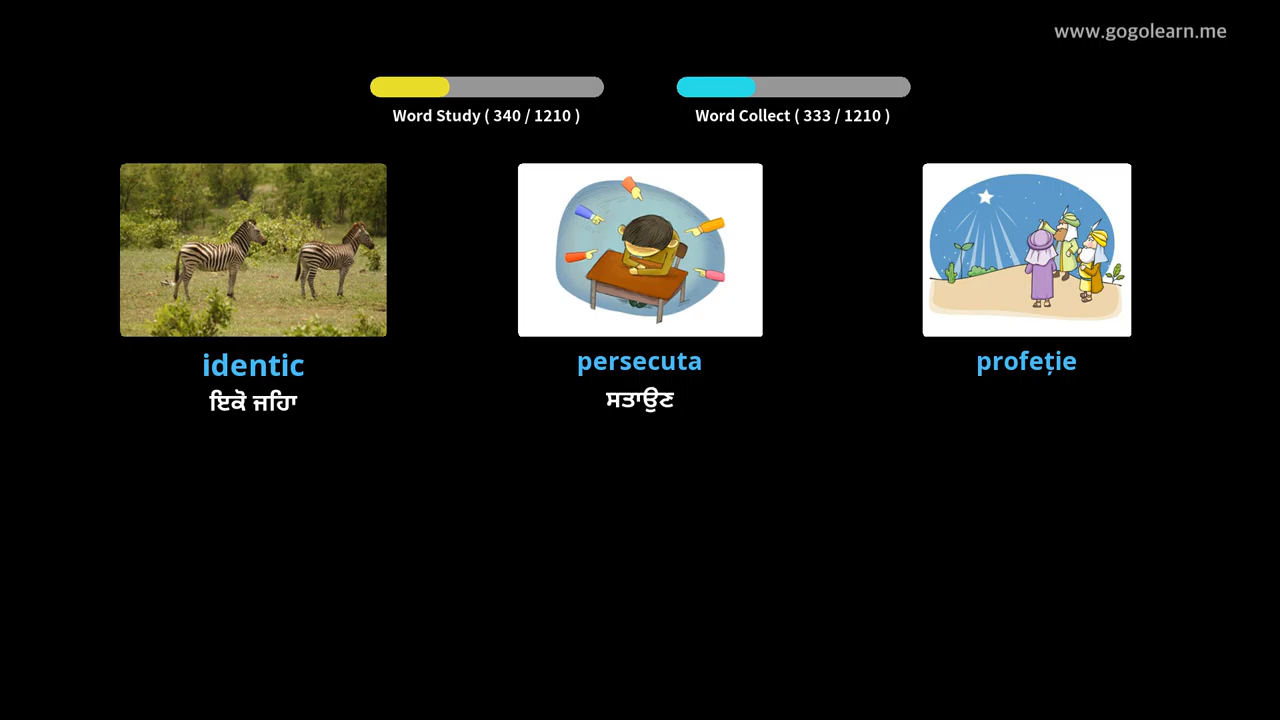 www.gogolearn.me
Word Study ( 340 / 1210 )
Word Collect ( 333 / 1210 )
identic
persecuta
profeție
ਇਕੋ ਜਹਿਾ
ਸਤਾਉਣ